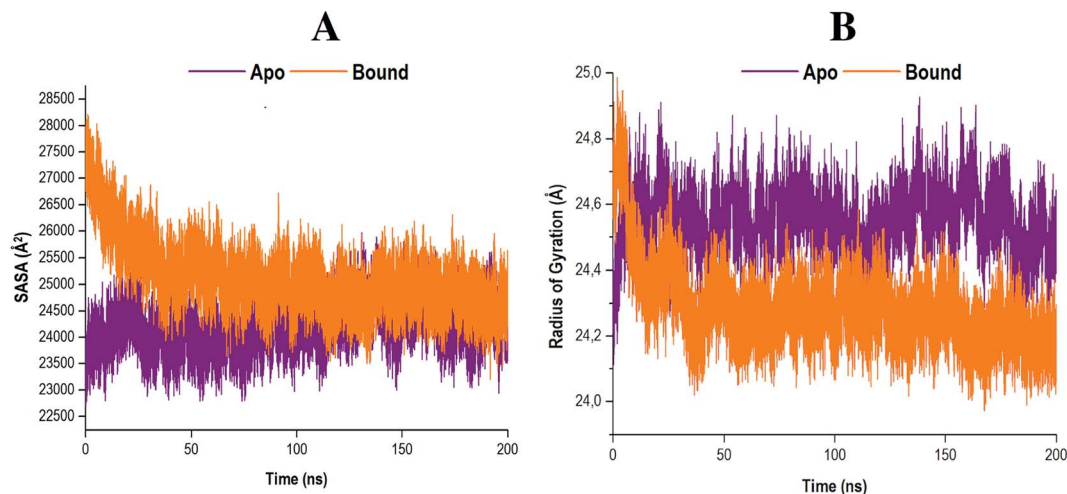 A
Apo Bound
28500
28000
27500
27000
26500
26000
25500
25000
24500
24000
23500
23000
22500
SASA (Å²)
0 50 100 150 200
Time (ns)
B
Apo Bound
25,0
24,8
24,6
24,4
24,2
24,0
Radius of Gyration (Å)
0 50 100 150 200
Time (ns)